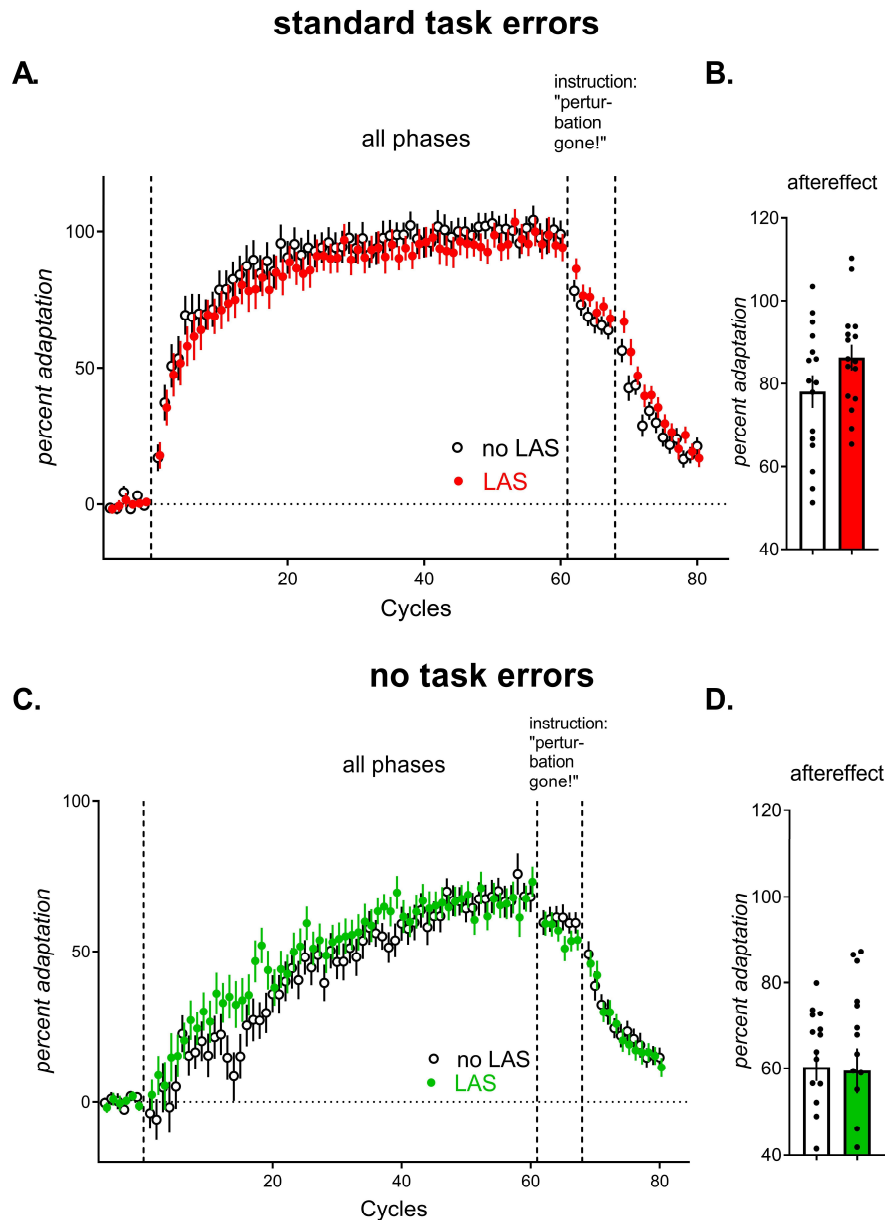 standard task errors
A.
instruction:
"pertur-
bation
gone!"
B.
all phases
aftereffect
percent adaptation
100
50
0
no LAS
LAS
20
40
60
80
Cycles
percent adaptation
120
100
80
60
40
no task errors
C.
instruction:
"pertur-
bation
gone!"
D.
all phases
aftereffect
percent adaptation
100
50
0
no LAS
LAS
20
40
60
80
Cycles
percent adaptation
120
100
80
60
40